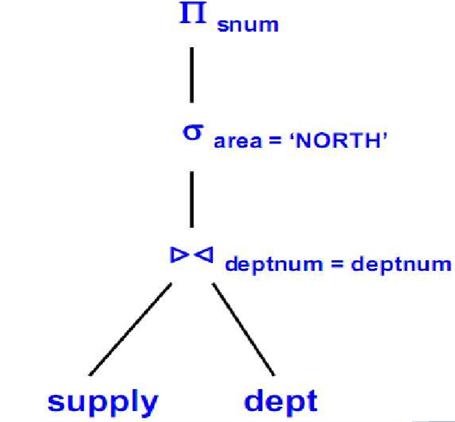 Π snum
σ area = ‘NORTH’
⊳⊲ deptnum = deptnum
supply dept